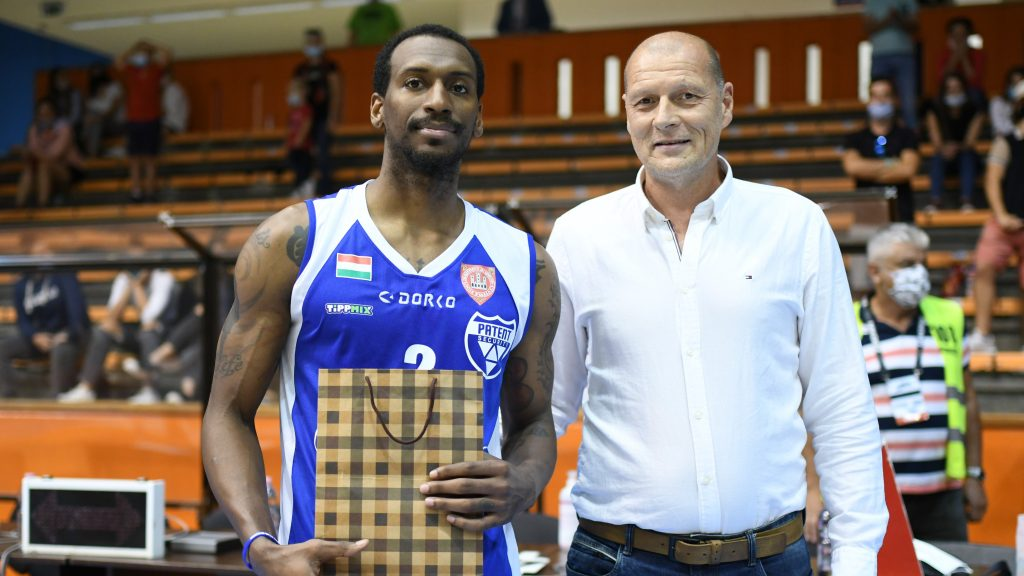 DORKO
TIPPMIX
PATENT
SECURITY
2